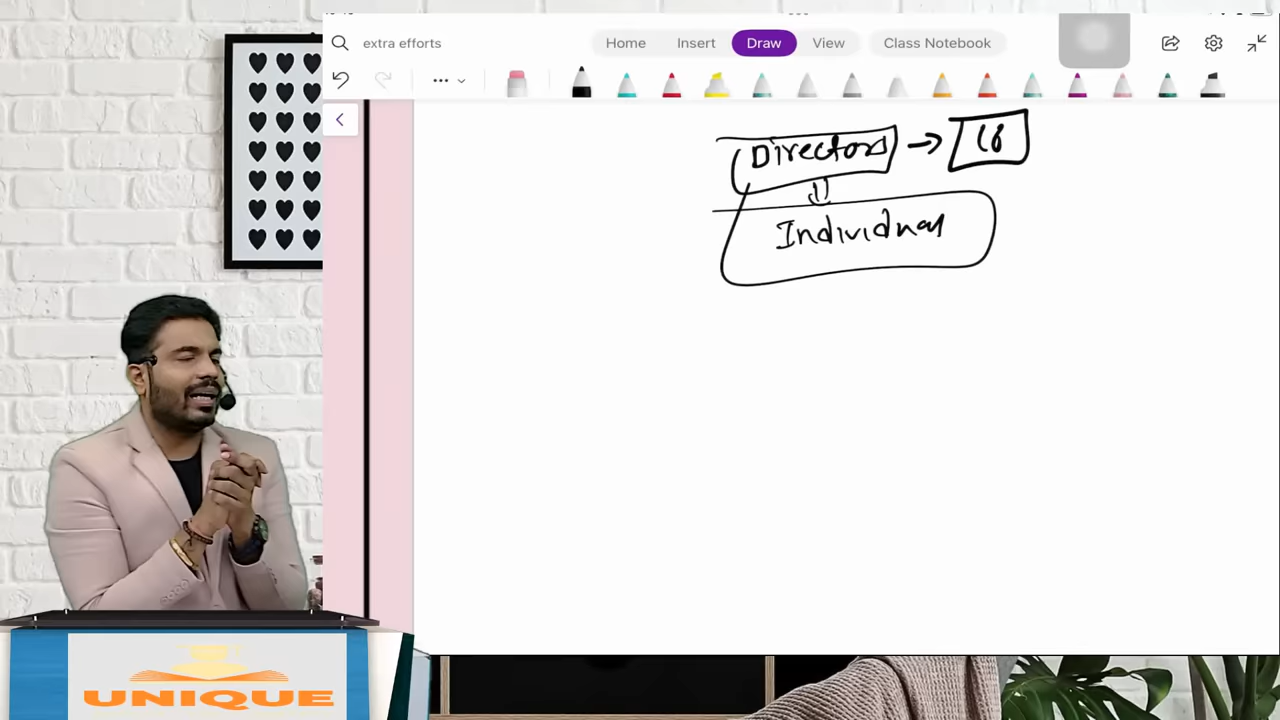 extra efforts
Home Insert Draw View Class Notebook
Directors → 18
Individual
UNIQUE